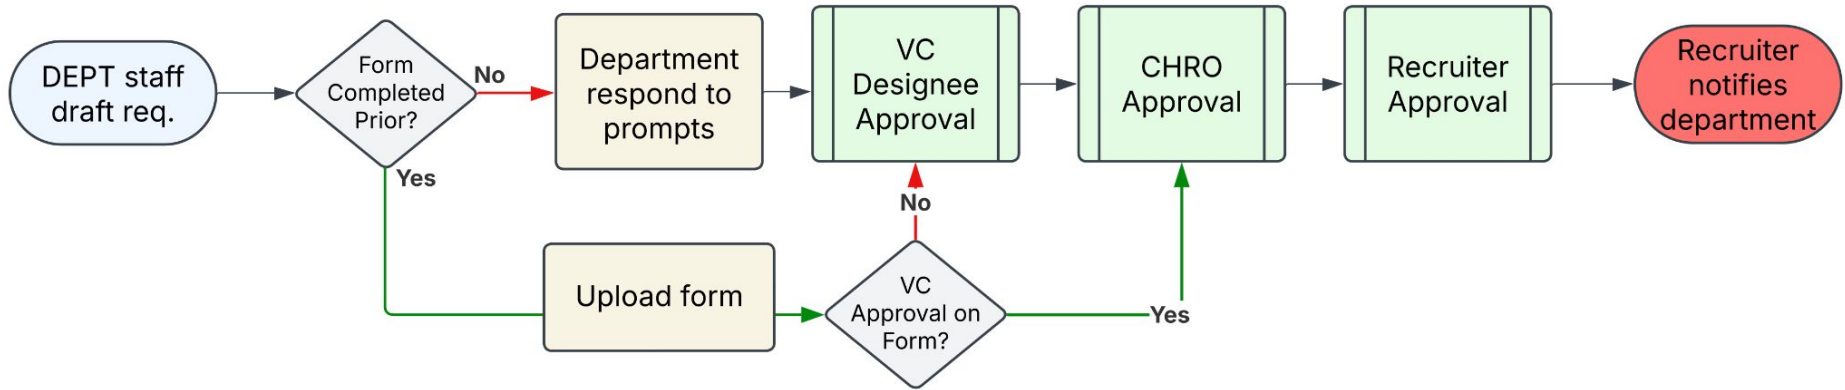 DEPT staff
draft req.
Form
Completed
Prior?
No
Yes
Department
respond to
prompts
VC
Designee
Approval
CHRO
Approval
Recruiter
Approval
Recruiter
notifies
department
Upload form
No
VC
Approval on
Form?
Yes